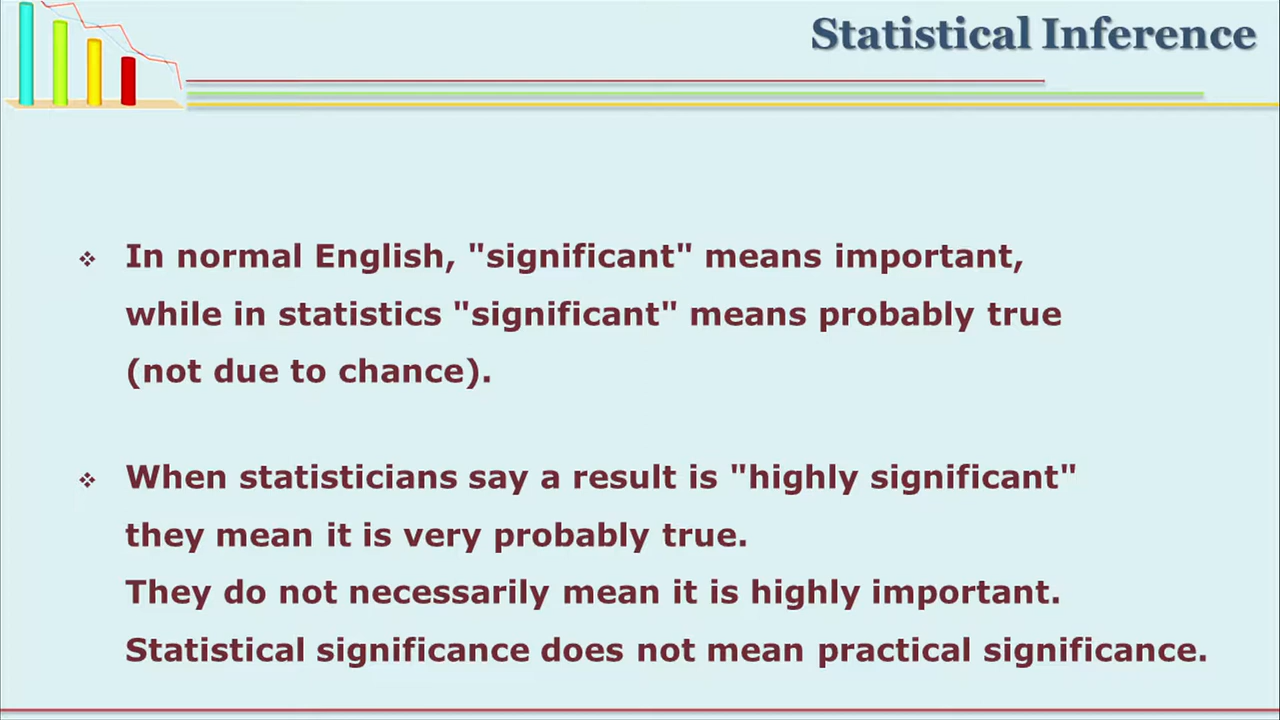 Statistical Inference
In normal English, "significant" means important,
while in statistics "significant" means probably true
(not due to chance).
When statisticians say a result is "highly significant"
they mean it is very probably true.
They do not necessarily mean it is highly important.
Statistical significance does not mean practical significance.